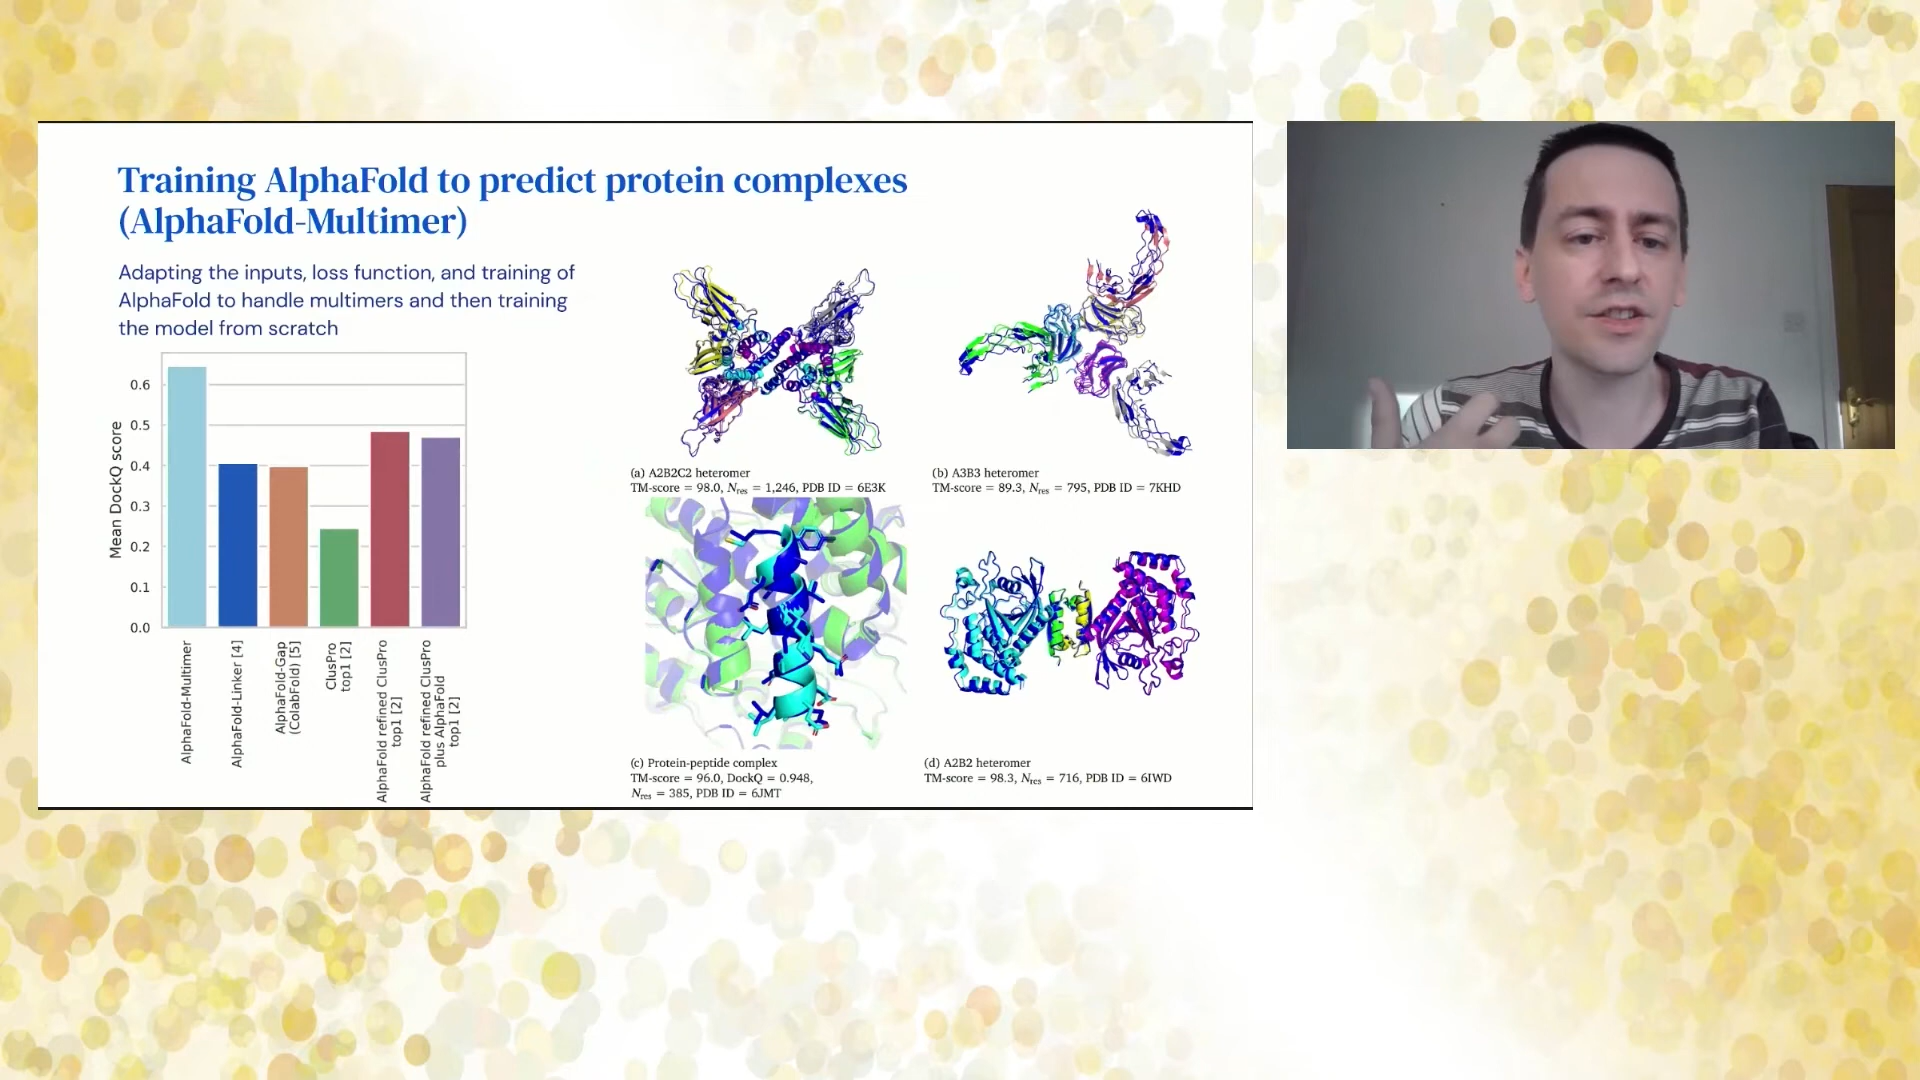 Training AlphaFold to predict protein complexes
(AlphaFold-Multimer)
Adapting the inputs, loss function, and training of
AlphaFold to handle multimers and then training
the model from scratch
Mean DockQ score
0.6
0.5
0.4
0.3
0.2
0.1
0.0
AlphaFold-Multimer
AlphaFold-Linker [4]
AlphaFold-Gap
(ColabFold) [5]
ClusPro
top1 [2]
AlphaFold refined ClusPro
top1 [2]
AlphaFold refined ClusPro
plus AlphaFold
top1 [2]
(a) A2B2C2 heteromer
TM-score = 98.0, Nres = 1,246, PDB ID = 6E3K
(b) A3B3 heteromer
TM-score = 89.3, Nres = 795, PDB ID = 7KHD
(c) Protein-peptide complex
TM-score = 96.0, DockQ = 0.948,
Nres = 385, PDB ID = 6JMT
(d) A2B2 heteromer
TM-score = 98.3, Nres = 716, PDB ID = 6IWD